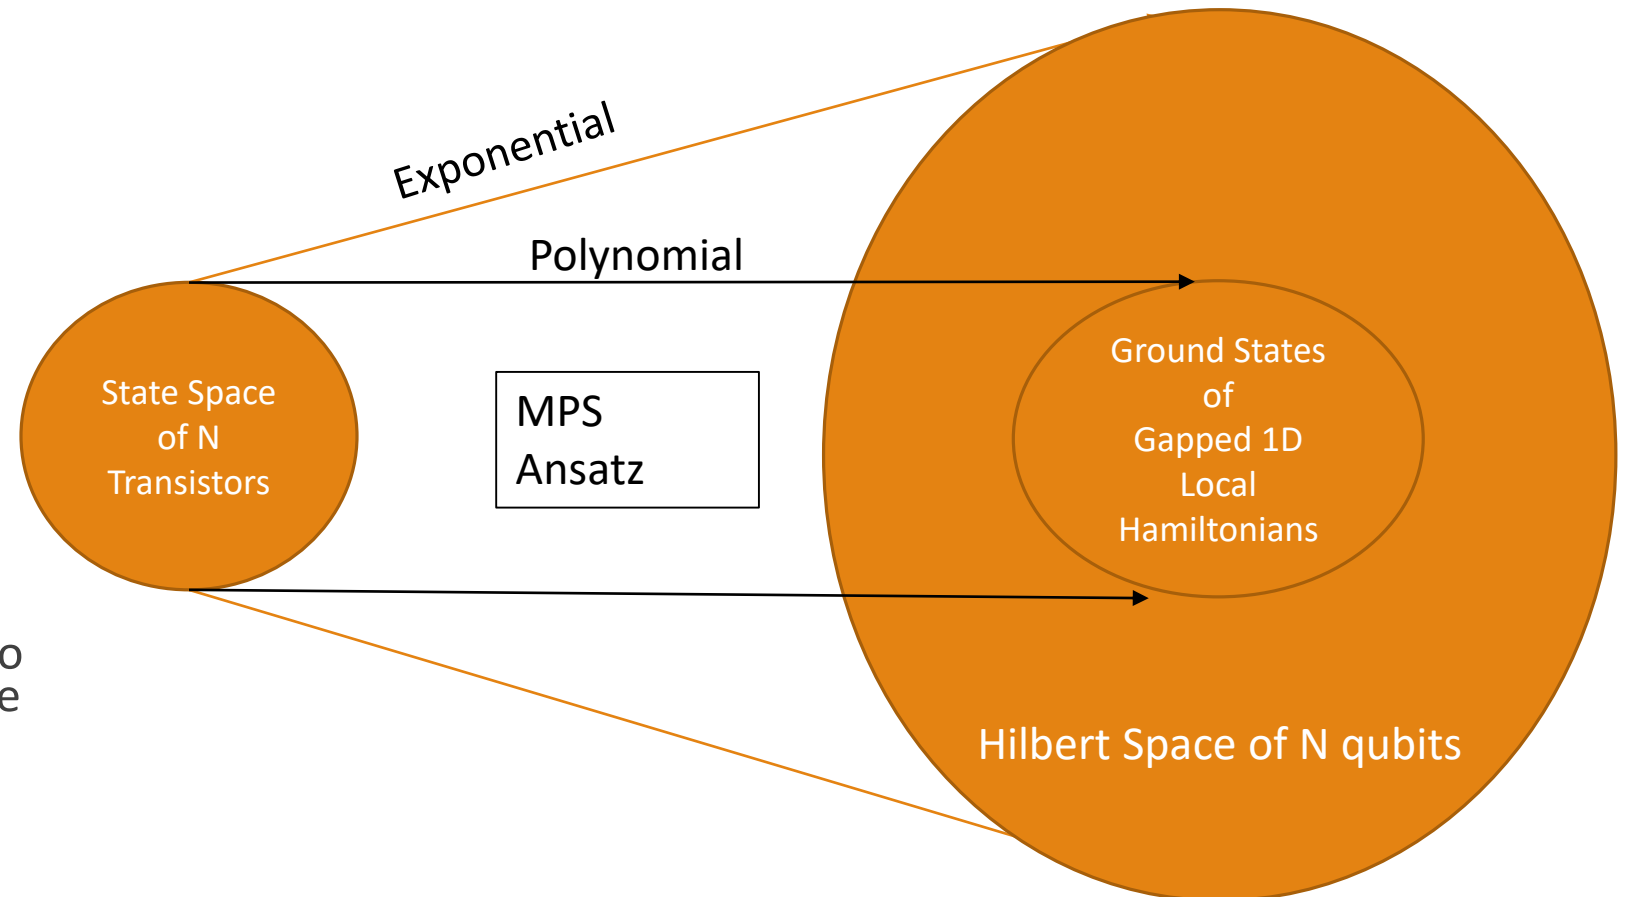 Exponential
Polynomial
State Space
of N
Transistors
MPS
Ansatz
Ground States
of
Gapped 1D
Local
Hamiltonians
Hilbert Space of N qubits